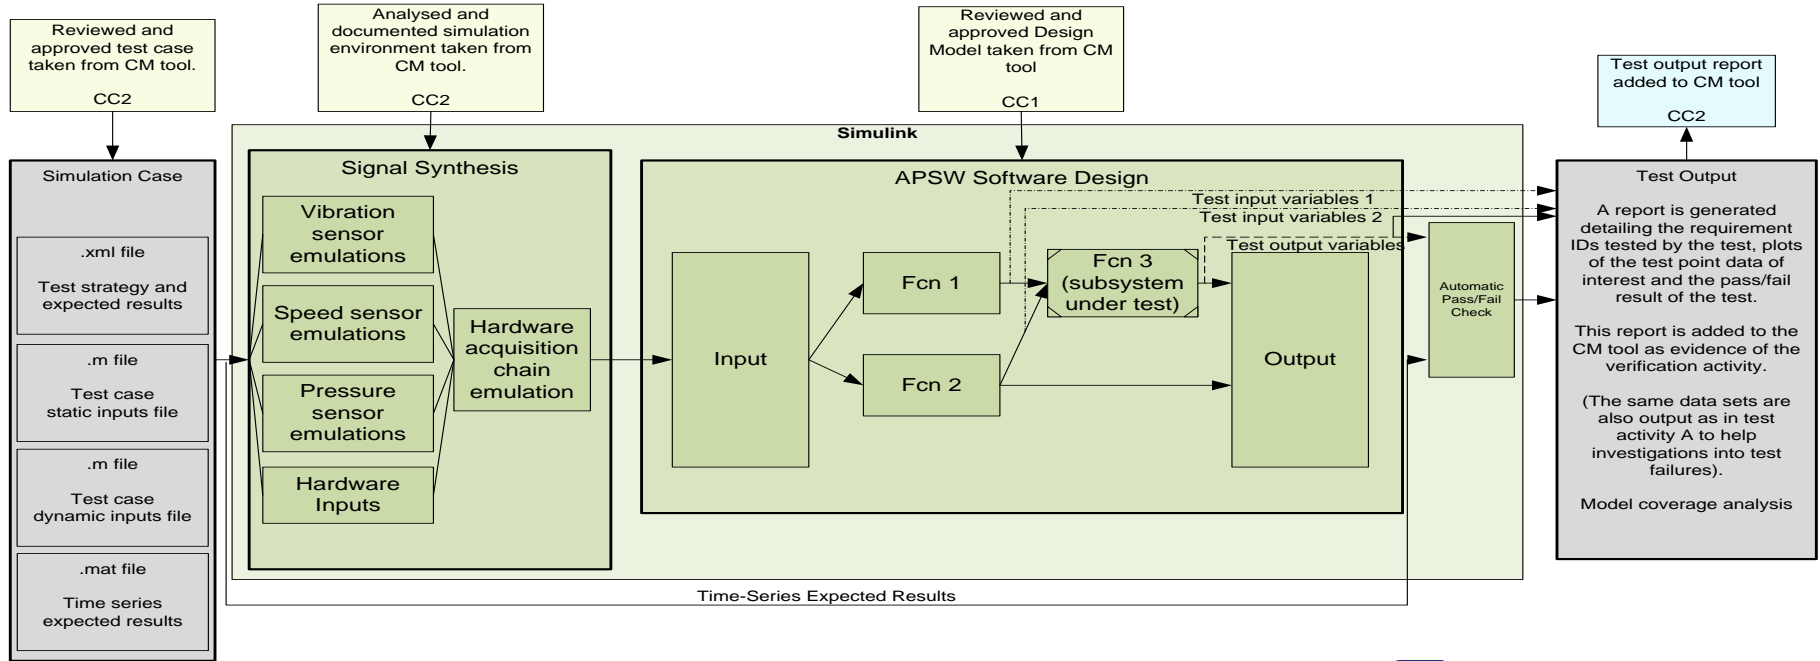 Reviewed and
approved test case
taken from CM tool.
CC2
Analysed and
documented simulation
environment taken from
CM tool.
CC2
Reviewed and
approved Design
Model taken from CM
tool
CC1
Test output report
added to CM tool
CC2
Simulink
Simulation Case
.xml file
Test strategy and
expected results
.m file
Test case
static inputs file
.m file
Test case
dynamic inputs file
.mat file
Time series
expected results
Signal Synthesis
Vibration
sensor
emulations
Speed sensor
emulations
Pressure
sensor
emulations
Hardware
Inputs
Hardware
acquisition
chain
emulation
APSW Software Design
Test input variables 1
Test input variables 2
Test output variables
Input
Fcn 1
Fcn 2
Fcn 3
(subsystem
under test)
Output
Automatic
Pass/Fail
Check
Time-Series Expected Results
Test Output
A report is generated
detailing the requirement
IDs tested by the test, plots
of the test point data of
interest and the pass/fail
result of the test.
This report is added to the
CM tool as evidence of the
verification activity.
(The same data sets are
also output as in test
activity A to help
investigations into test
failures).
Model coverage analysis